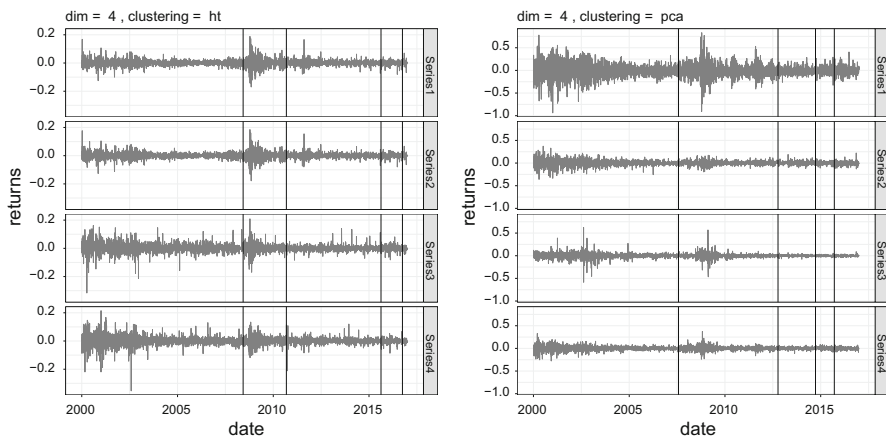 dim = 4 , clustering = ht
0.2
0.0
−0.2
Series1
0.2
0.0
−0.2
Series2
0.2
0.0
−0.2
Series3
0.2
0.0
−0.2
Series4
returns
2000 2005 2010 2015
date
dim = 4 , clustering = pca
0.5
0.0
−0.5
−1.0
Series1
0.5
0.0
−0.5
−1.0
Series2
0.5
0.0
−0.5
−1.0
Series3
0.5
0.0
−0.5
−1.0
Series4
returns
2000 2005 2010 2015
date